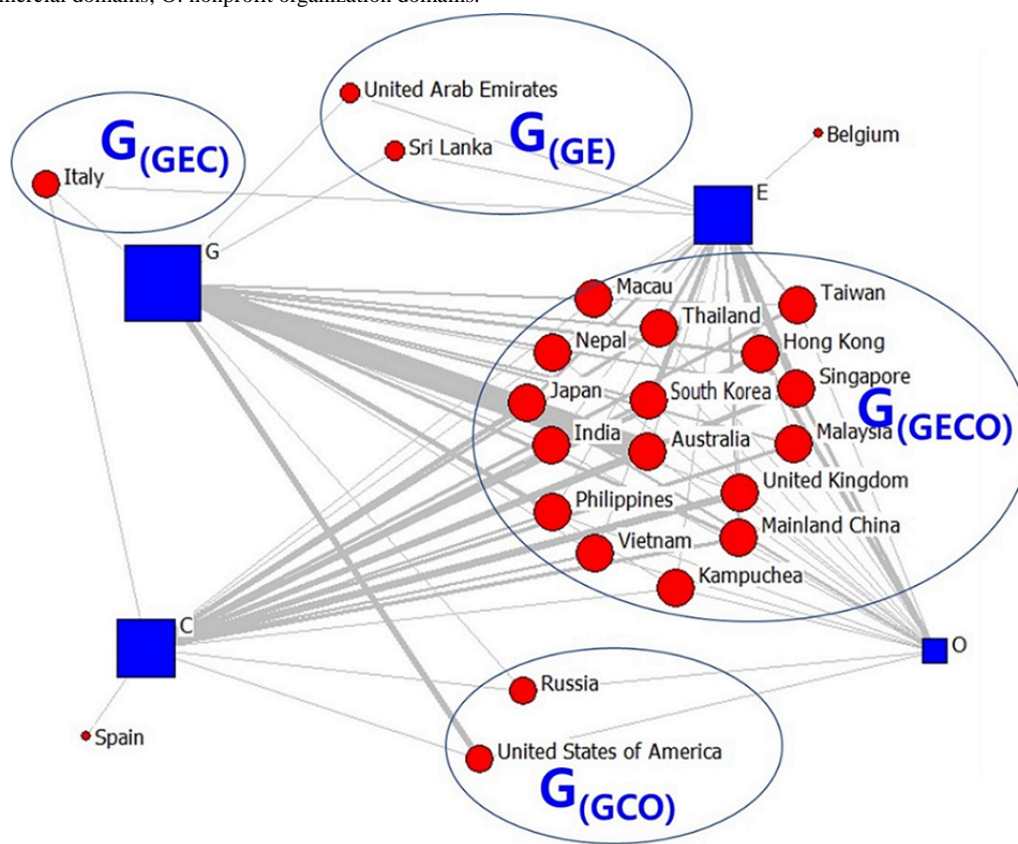 mercial domains, O: nonprofit organization domains.
United Arab Emirates
G(GE)
Sri Lanka
Belgium
G(GEC)
Italy
E
G
Macau
Taiwan
Thailand
Nepal
Hong Kong
Singapore
Japan
South Korea
G(GECO)
India
Australia
Malaysia
United Kingdom
Philippines
Mainland China
Vietnam
Kampuchea
C
O
Russia
Spain
United States of America
G(GCO)